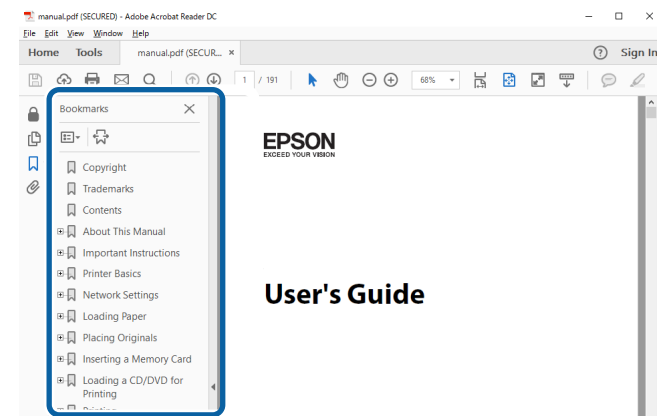 manual.pdf (SECURED) - Adobe Acrobat Reader DC
File Edit View Window Help
Home Tools manual.pdf (SECUR... ×
? Sign In
1 / 191 68%
Bookmarks
Copyright
Trademarks
Contents
About This Manual
Important Instructions
Printer Basics
Network Settings
Loading Paper
Placing Originals
Inserting a Memory Card
Loading a CD/DVD for
Printing
EPSON
EXCEED YOUR VISION
User's Guide